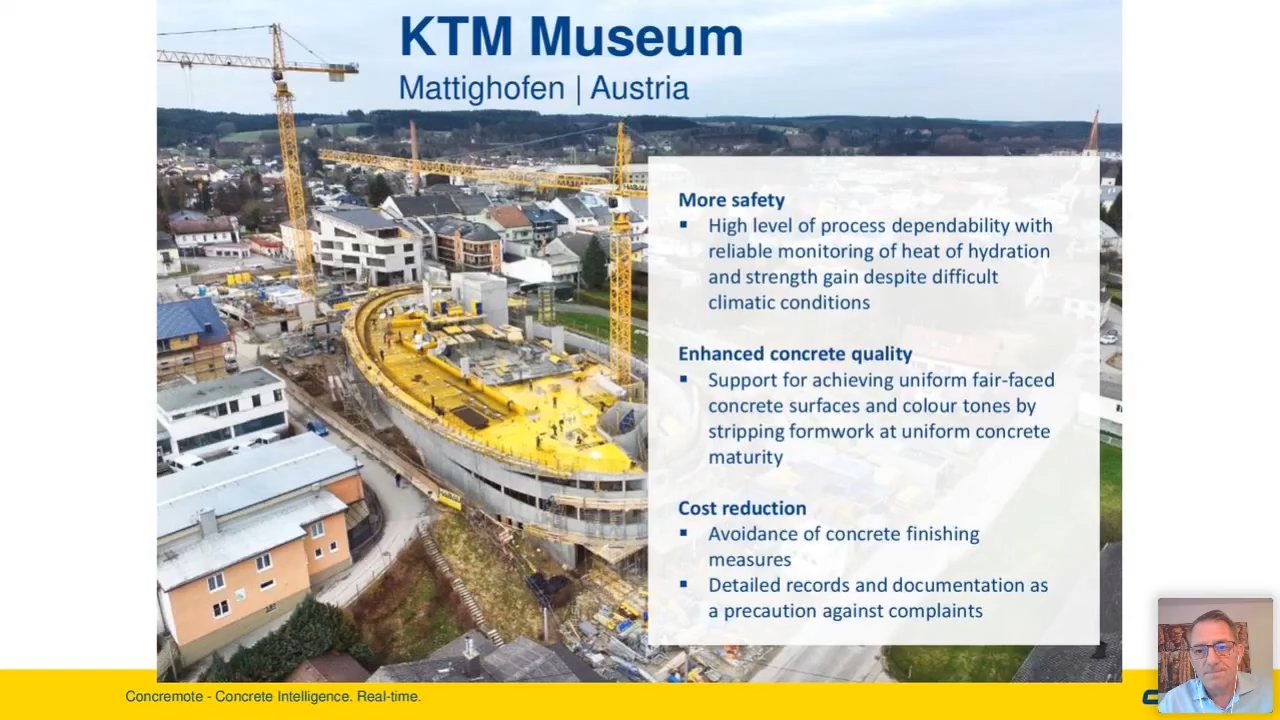 KTM Museum
Mattighofen | Austria
More safety
▪ High level of process dependability with
reliable monitoring of heat of hydration
and strength gain despite difficult
climatic conditions
Enhanced concrete quality
▪ Support for achieving uniform fair-faced
concrete surfaces and colour tones by
stripping formwork at uniform concrete
maturity
Cost reduction
▪ Avoidance of concrete finishing
measures
▪ Detailed records and documentation as
a precaution against complaints
Concremote - Concrete Intelligence. Real-time.